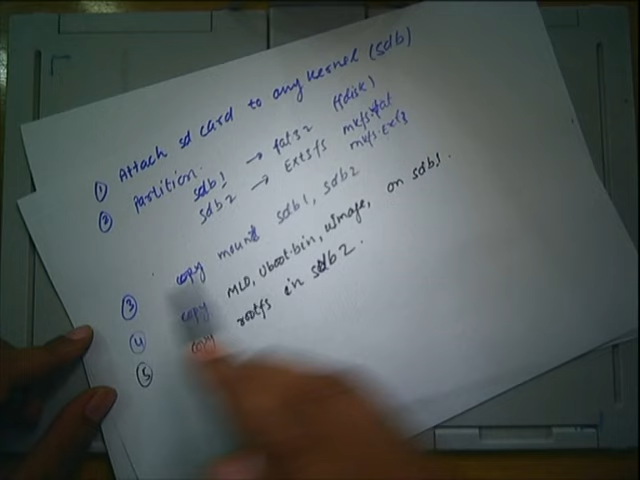 ① Attach sd card to any kernel (sdb)
② Partition.
sdb1 → fat32 (fdisk)
sdb2 → Ext3fs mkfs.fat
mkfs.ext3
③ copy mount sdb1, sdb2
④ copy MLO, Uboot.bin, uImage, on sdb1.
⑤ copy rootfs in sdb2.